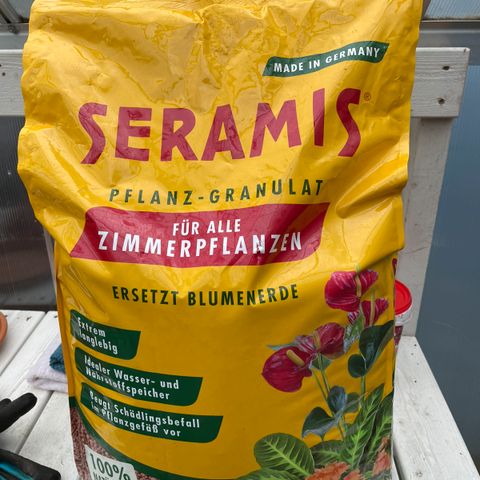 MADE IN GERMANY
SERAMIS®
PFLANZ-GRANULAT
FÜR ALLE
ZIMMERPFLANZEN
ERSETZT BLUMENERDE
Extrem
langlebig
Idealer Wasser- und
Nährstoffspeicher
Beugt Schädlingsbefall
im Pflanzgefäß vor
100%